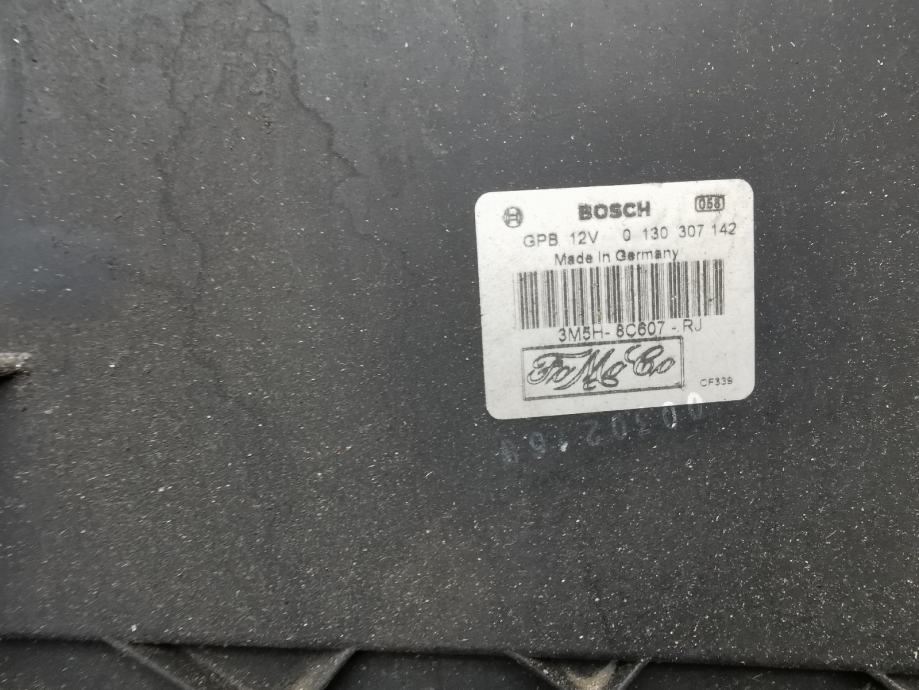 BOSCH 058
GPB 12V 0 130 307 142
Made in Germany
3M5H-8C607-RJ
FoMoCo
CF339